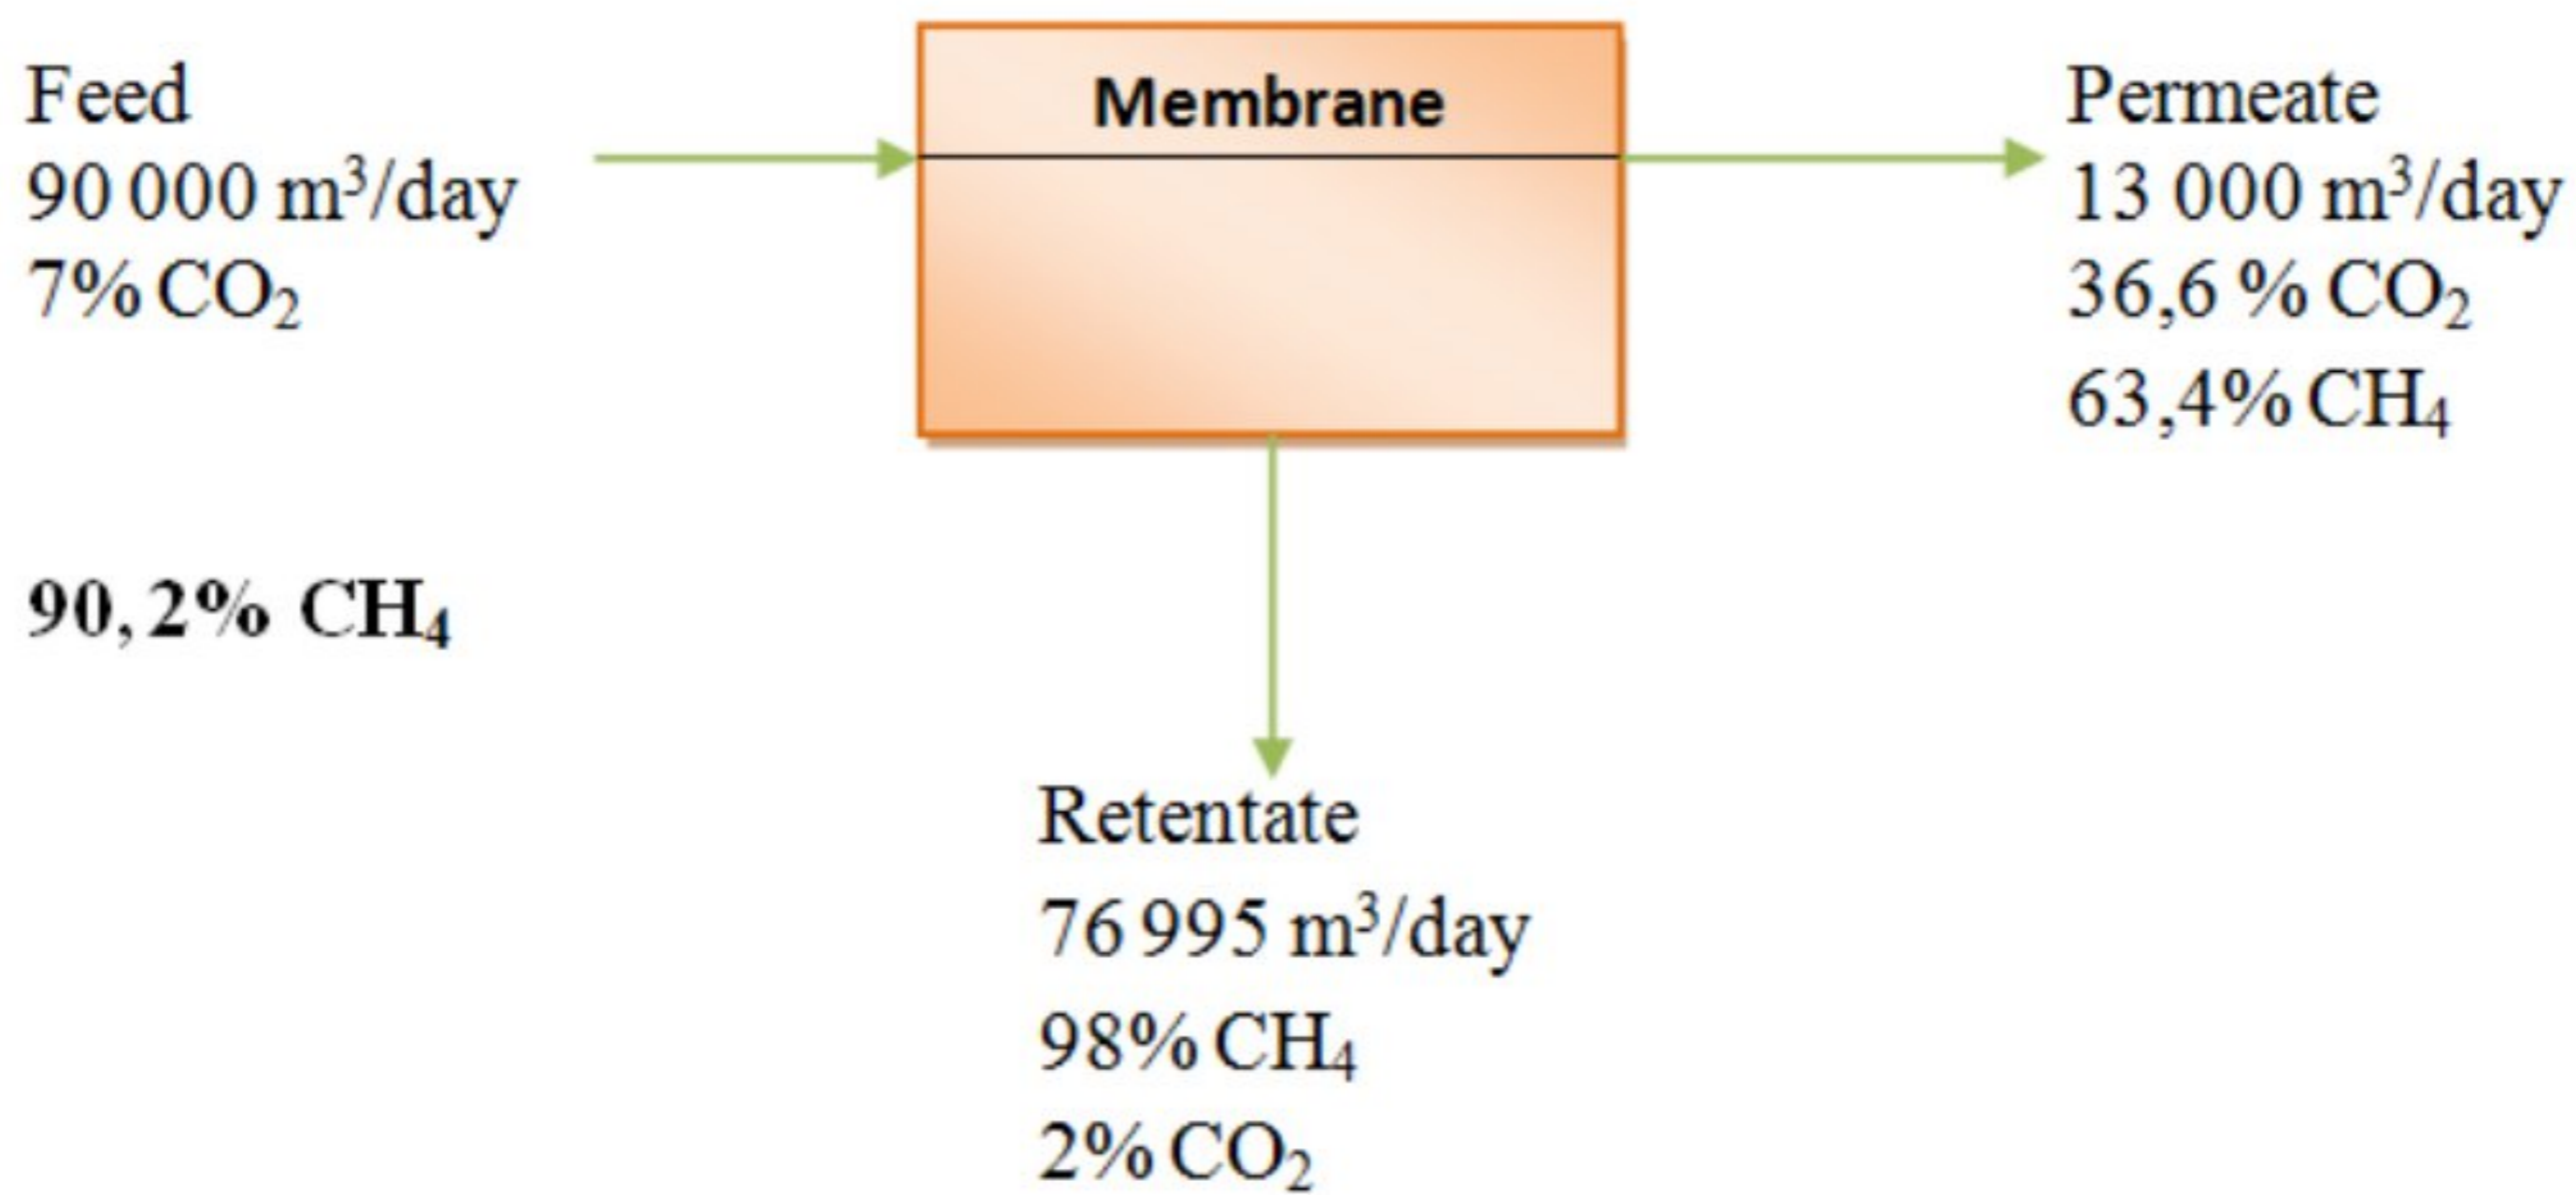 Feed
90 000 m³/day
7% CO₂
90,2% CH₄
Membrane
Permeate
13 000 m³/day
36,6 % CO₂
63,4% CH₄
Retentate
76 995 m³/day
98% CH₄
2% CO₂